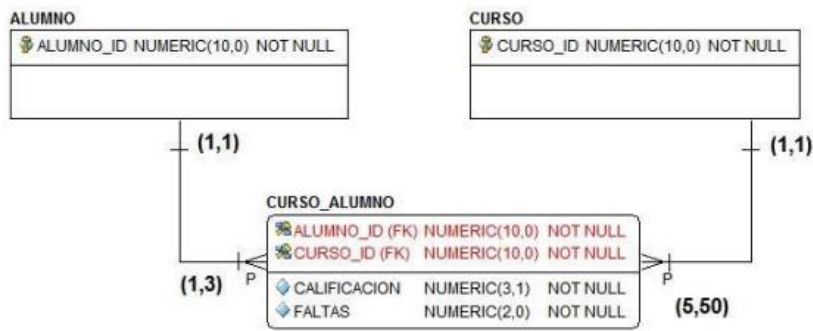 ALUMNO
ALUMNO_ID NUMERIC(10,0) NOT NULL
CURSO
CURSO_ID NUMERIC(10,0) NOT NULL
(1,1)
(1,1)
CURSO_ALUMNO
ALUMNO_ID (FK) NUMERIC(10,0) NOT NULL
CURSO_ID (FK) NUMERIC(10,0) NOT NULL
CALIFICACION NUMERIC(3,1) NOT NULL
FALTAS NUMERIC(2,0) NOT NULL
(1,3)
P
P
(5,50)